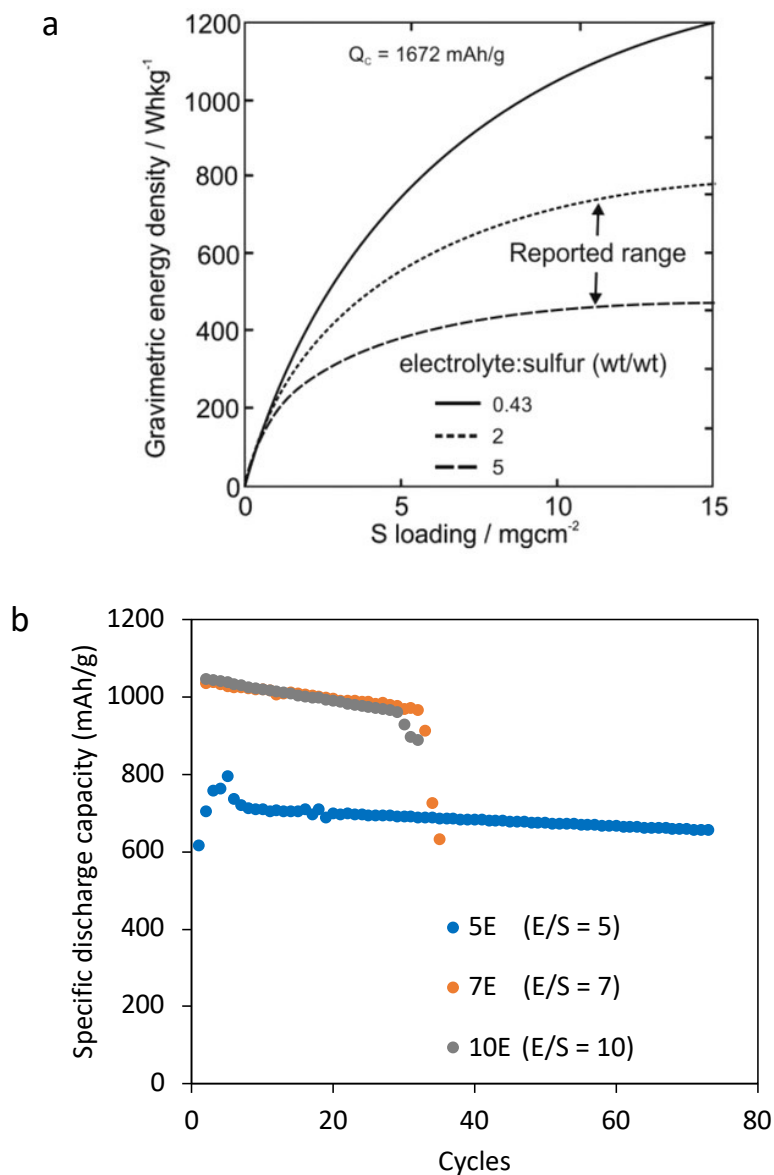 a
Gravimetric energy density / Whkg⁻¹
1200
1000
800
600
400
200
0
Q_c = 1672 mAh/g
Reported range
electrolyte:sulfur (wt/wt)
0.43
2
5
0 5 10 15
S loading / mgcm⁻²
b
Specific discharge capacity (mAh/g)
1200
1000
800
600
400
200
0
5E (E/S = 5)
7E (E/S = 7)
10E (E/S = 10)
0 20 40 60 80
Cycles